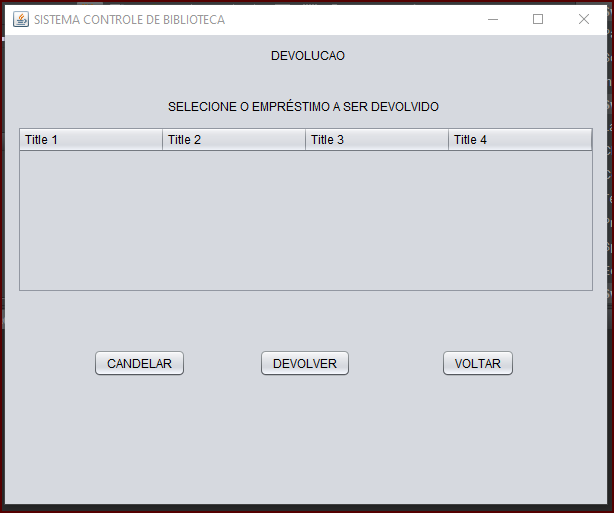 SISTEMA CONTROLE DE BIBLIOTECA
DEVOLUCAO
SELECIONE O EMPRÉSTIMO A SER DEVOLVIDO
Title 1 Title 2 Title 3 Title 4
CANDELAR DEVOLVER VOLTAR